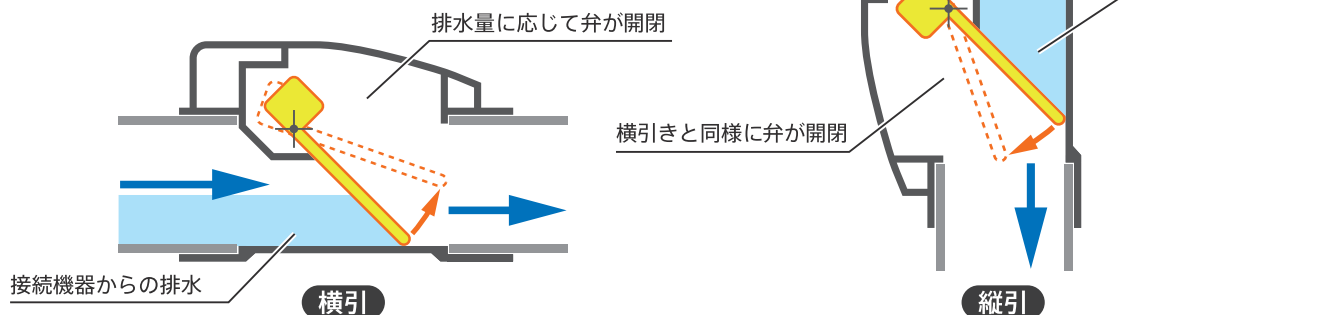 排水量に応じて弁が開閉
横引きと同様に弁が開閉
接続機器からの排水
横引
縦引